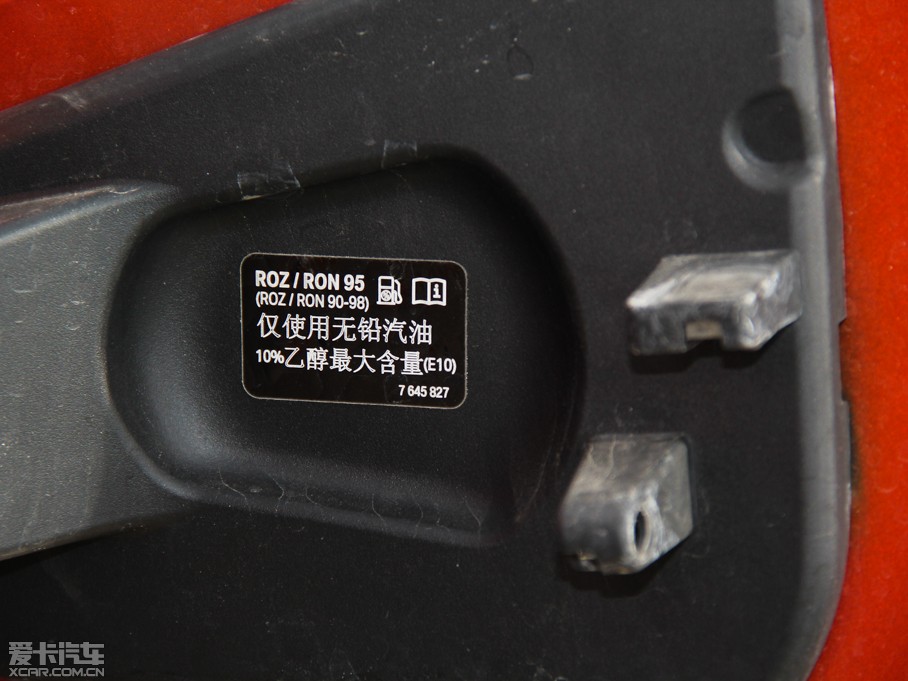 ROZ / RON 95
(ROZ / RON 90-98)
仅使用无铅汽油
10%乙醇最大含量(E10)
7 645 827
爱卡汽车
XCAR.COM.CN